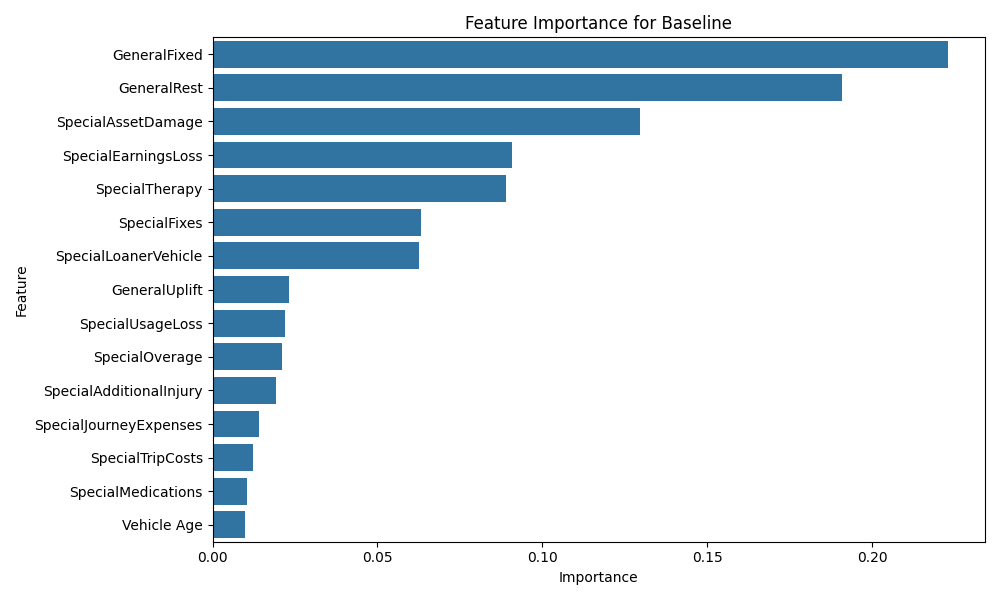 Feature Importance for Baseline
Feature
GeneralFixed
GeneralRest
SpecialAssetDamage
SpecialEarningsLoss
SpecialTherapy
SpecialFixes
SpecialLoanerVehicle
GeneralUplift
SpecialUsageLoss
SpecialOverage
SpecialAdditionalInjury
SpecialJourneyExpenses
SpecialTripCosts
SpecialMedications
Vehicle Age
0.00 0.05 0.10 0.15 0.20
Importance